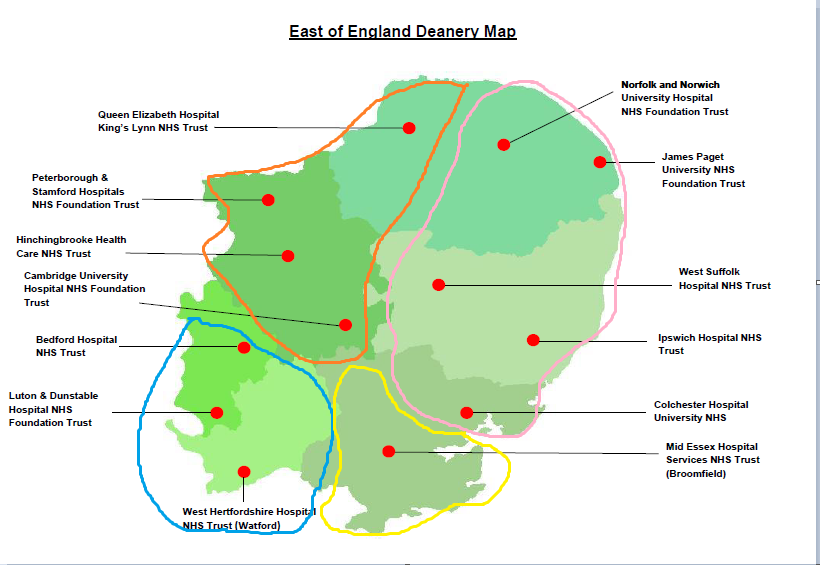 East of England Deanery Map
Queen Elizabeth Hospital
King's Lynn NHS Trust
Peterborough &
Stamford Hospitals
NHS Foundation Trust
Hinchingbrooke Health
Care NHS Trust
Cambridge University
Hospital NHS Foundation
Trust
Bedford Hospital
NHS Trust
Luton & Dunstable
Hospital NHS
Foundation Trust
West Hertfordshire Hospital
NHS Trust (Watford)
Norfolk and Norwich
University Hospital
NHS Foundation Trust
James Paget
University NHS
Foundation Trust
West Suffolk
Hospital NHS Trust
Ipswich Hospital NHS
Trust
Colchester Hospital
University NHS
Mid Essex Hospital
Services NHS Trust
(Broomfield)